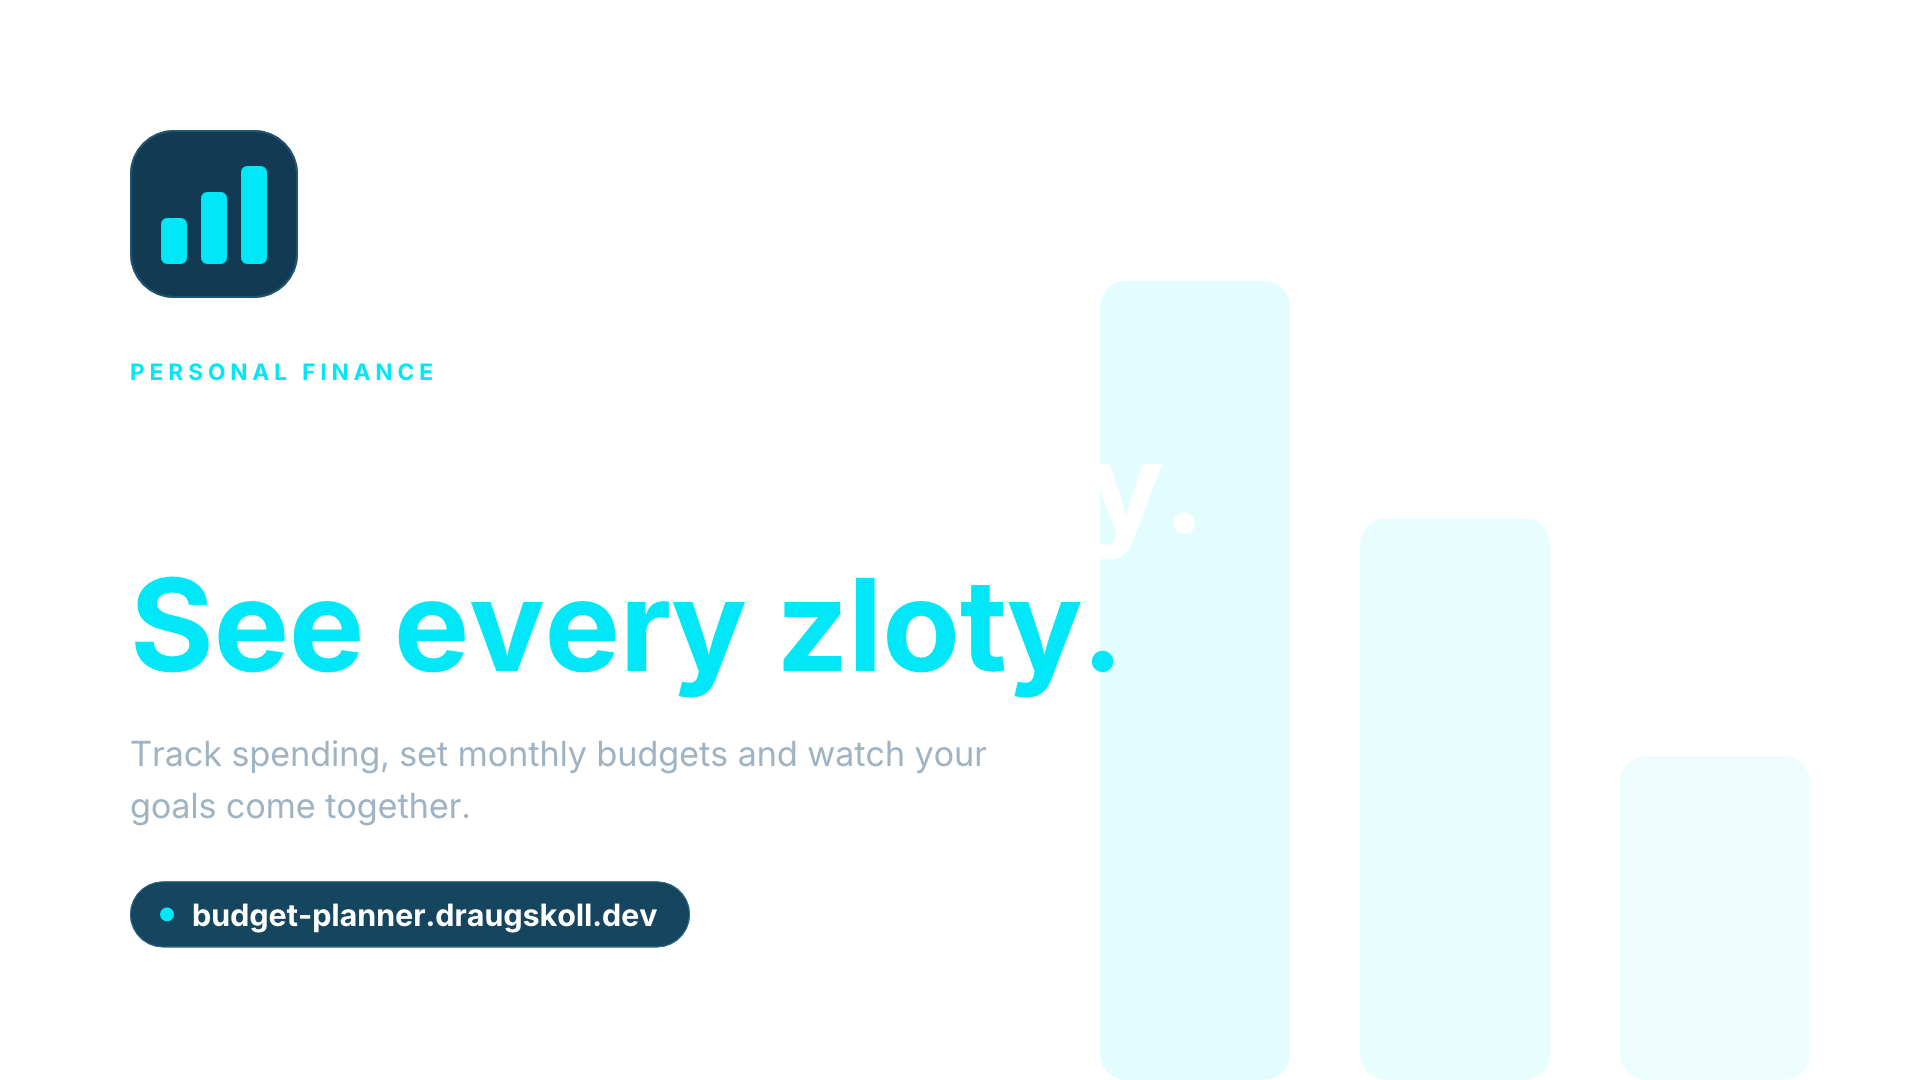 PERSONAL FINANCE
y.
See every zloty.
Track spending, set monthly budgets and watch your
goals come together.
budget-planner.draugskoll.dev